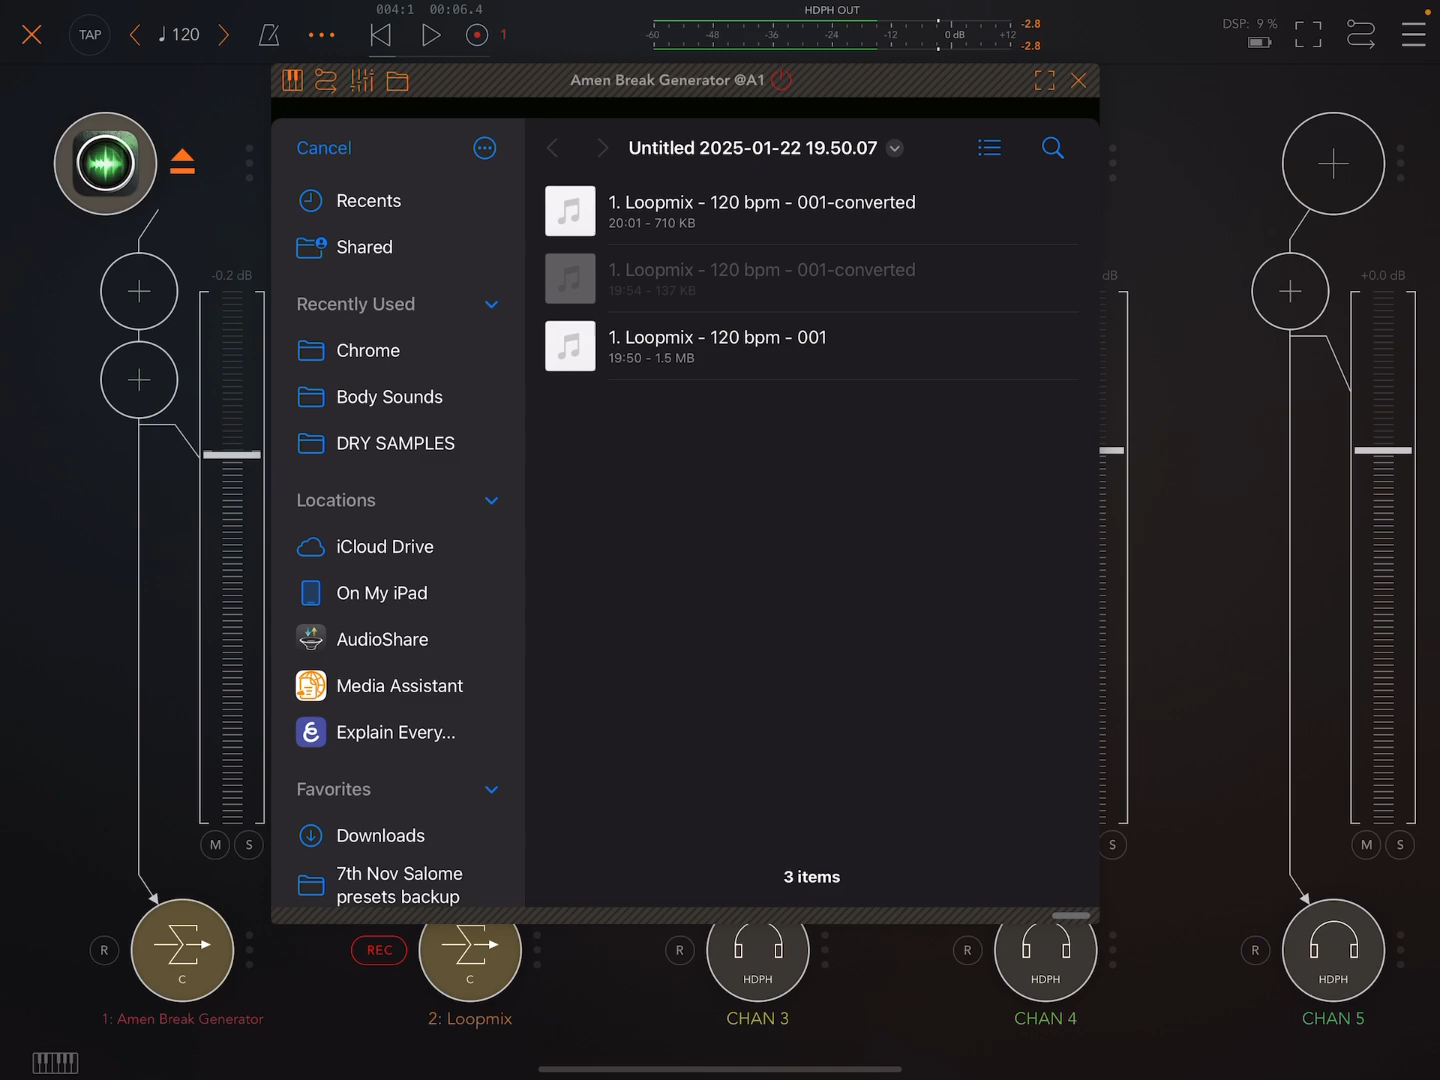 004:1 00:06.4
HDPH OUT
TAP
120
1
-60 -48 -36 -24 -12 0 dB +12
-2.8
-2.8
DSP: 9 %
Amen Break Generator @A1
Cancel
Untitled 2025-01-22 19.50.07
Recents
Shared
Recently Used
Chrome
Body Sounds
DRY SAMPLES
Locations
iCloud Drive
On My iPad
AudioShare
Media Assistant
Explain Every...
Favorites
Downloads
7th Nov Salome
presets backup
1. Loopmix - 120 bpm - 001-converted
20:01 - 710 KB
1. Loopmix - 120 bpm - 001-converted
19:54 - 137 KB
1. Loopmix - 120 bpm - 001
19:50 - 1.5 MB
3 items
-0.2 dB
dB
+0.0 dB
M S
S
M S
R
C
REC
C
R
HDPH
R
HDPH
R
HDPH
1: Amen Break Generator
2: Loopmix
CHAN 3
CHAN 4
CHAN 5